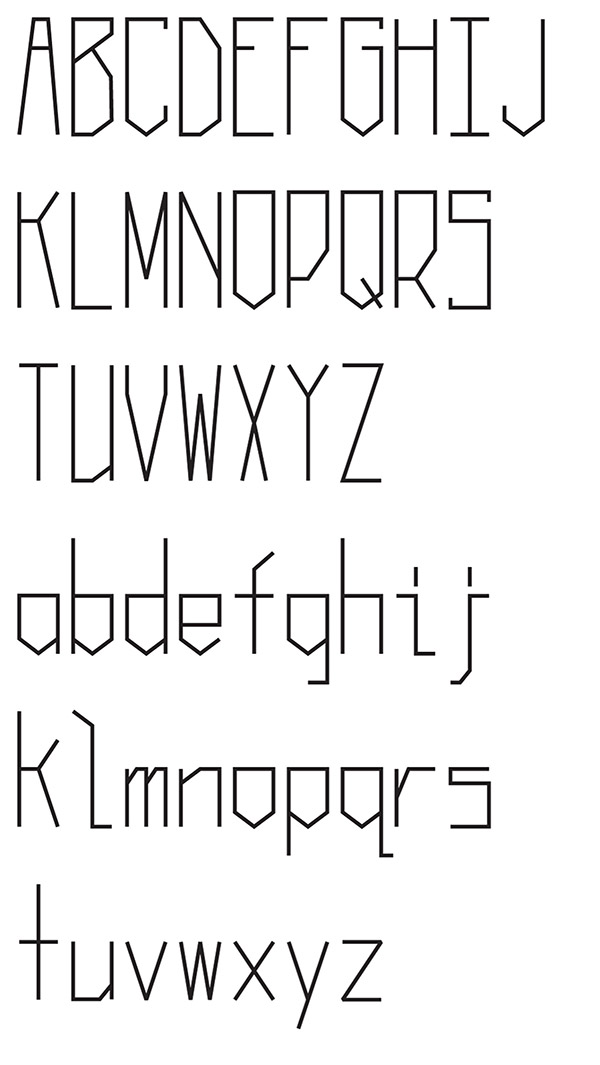 ABCDEFGHIJ
KLMNOPQRS
TUVWXYZ
abdefghij
klmnopqrs
tuvwxyz